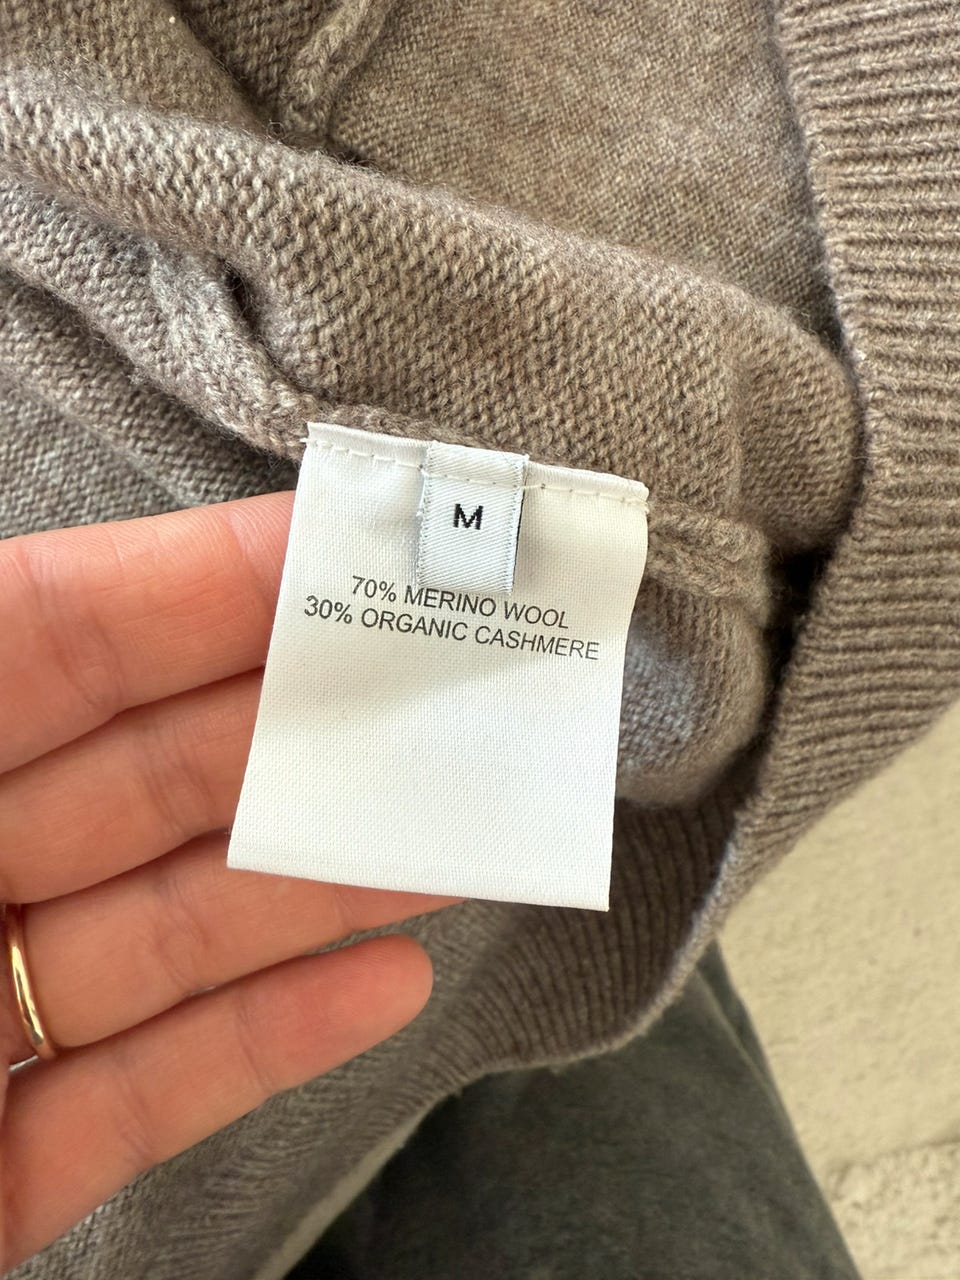 M
70% MERINO WOOL
30% ORGANIC CASHMERE